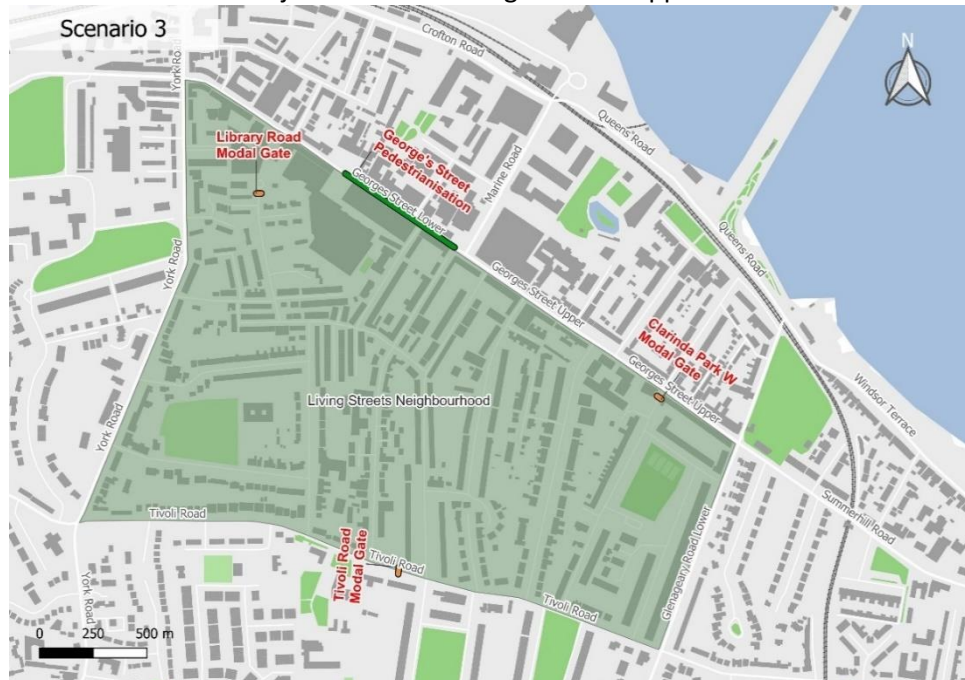 Scenario 3
N
Crofton Road
York Road
Queens Road
Library Road
Modal Gate
George's Street
Pedestrianisation
Marine Road
Georges Street Lower
Queens Road
York Road
Georges Street Upper
Clarinda Park W
Modal Gate
Georges Street Upper
Windsor Terrace
Living Streets Neighbourhood
York Road
Summerhill Road
Tivoli Road
Tivoli Road
Modal Gate
Tivoli Road
Glenageary Road Lower
York Road
Tivoli Road
0 250 500 m